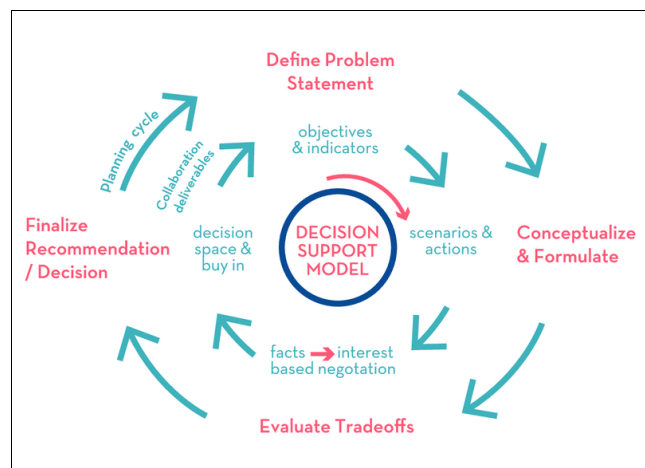 Define Problem
Statement
Planning cycle
Collaboration
deliverables
objectives
& indicators
Finalize
Recommendation
/ Decision
decision
space &
buy in
DECISION
SUPPORT
MODEL
scenarios &
actions
Conceptualize
& Formulate
facts interest
based negotation
Evaluate Tradeoffs